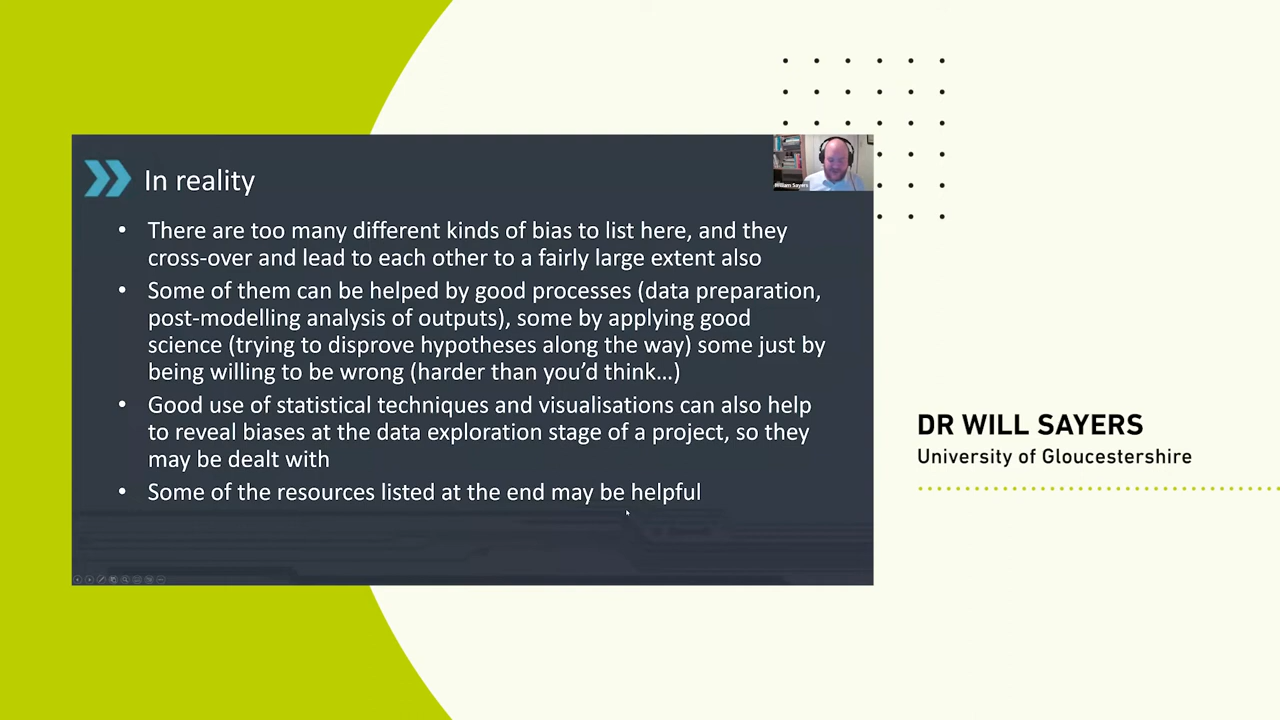 In reality
William Sayers
• There are too many different kinds of bias to list here, and they
cross-over and lead to each other to a fairly large extent also
• Some of them can be helped by good processes (data preparation,
post-modelling analysis of outputs), some by applying good
science (trying to disprove hypotheses along the way) some just by
being willing to be wrong (harder than you’d think…)
• Good use of statistical techniques and visualisations can also help
to reveal biases at the data exploration stage of a project, so they
may be dealt with
• Some of the resources listed at the end may be helpful
DR WILL SAYERS
University of Gloucestershire